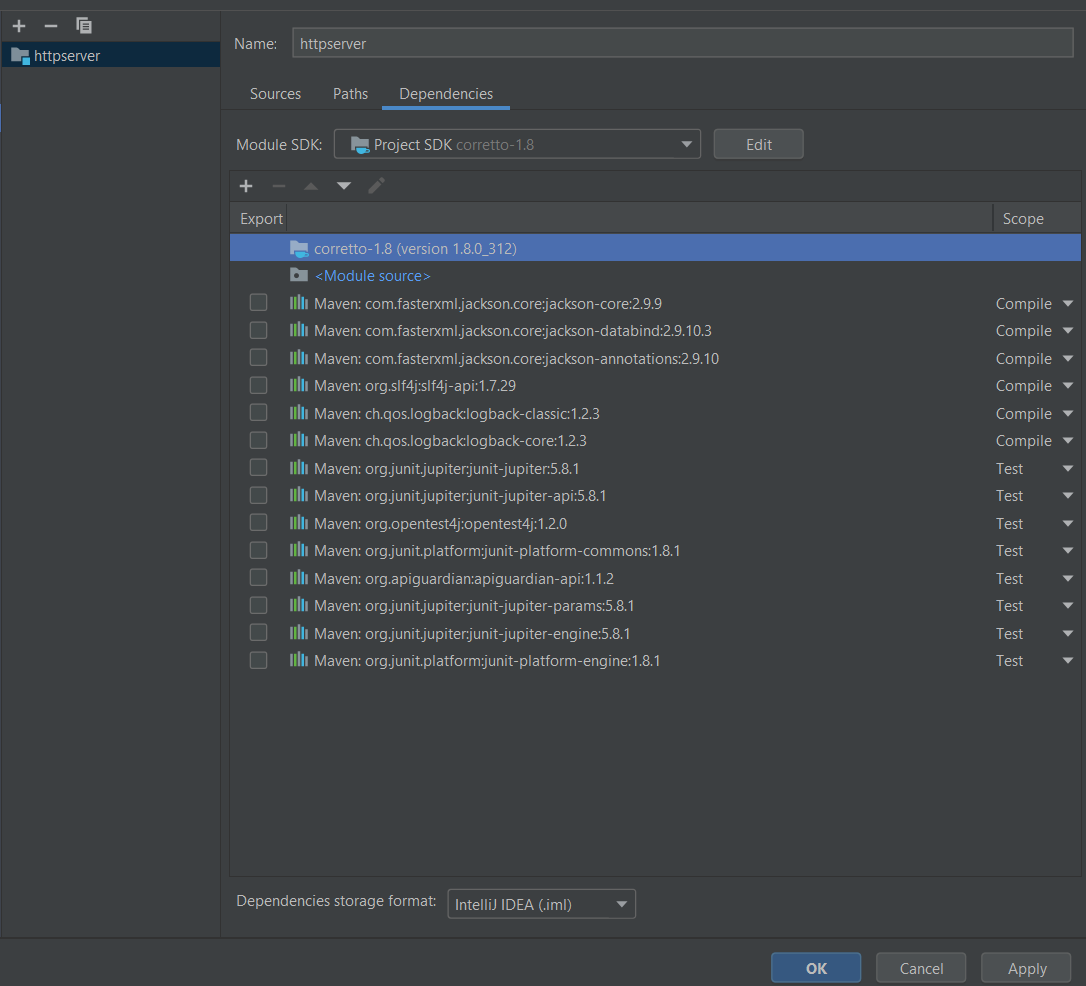 httpserver
Name: httpserver
Sources Paths Dependencies
Module SDK: Project SDK corretto-1.8 Edit
Export Scope
corretto-1.8 (version 1.8.0_312)
<Module source>
Maven: com.fasterxml.jackson.core:jackson-core:2.9.9 Compile
Maven: com.fasterxml.jackson.core:jackson-databind:2.9.10.3 Compile
Maven: com.fasterxml.jackson.core:jackson-annotations:2.9.10 Compile
Maven: org.slf4j:slf4j-api:1.7.29 Compile
Maven: ch.qos.logback:logback-classic:1.2.3 Compile
Maven: ch.qos.logback:logback-core:1.2.3 Compile
Maven: org.junit.jupiter:junit-jupiter:5.8.1 Test
Maven: org.junit.jupiter:junit-jupiter-api:5.8.1 Test
Maven: org.opentest4j:opentest4j:1.2.0 Test
Maven: org.junit.platform:junit-platform-commons:1.8.1 Test
Maven: org.apiguardian:apiguardian-api:1.1.2 Test
Maven: org.junit.jupiter:junit-jupiter-params:5.8.1 Test
Maven: org.junit.jupiter:junit-jupiter-engine:5.8.1 Test
Maven: org.junit.platform:junit-platform-engine:1.8.1 Test
Dependencies storage format: IntelliJ IDEA (.iml)
OK Cancel Apply